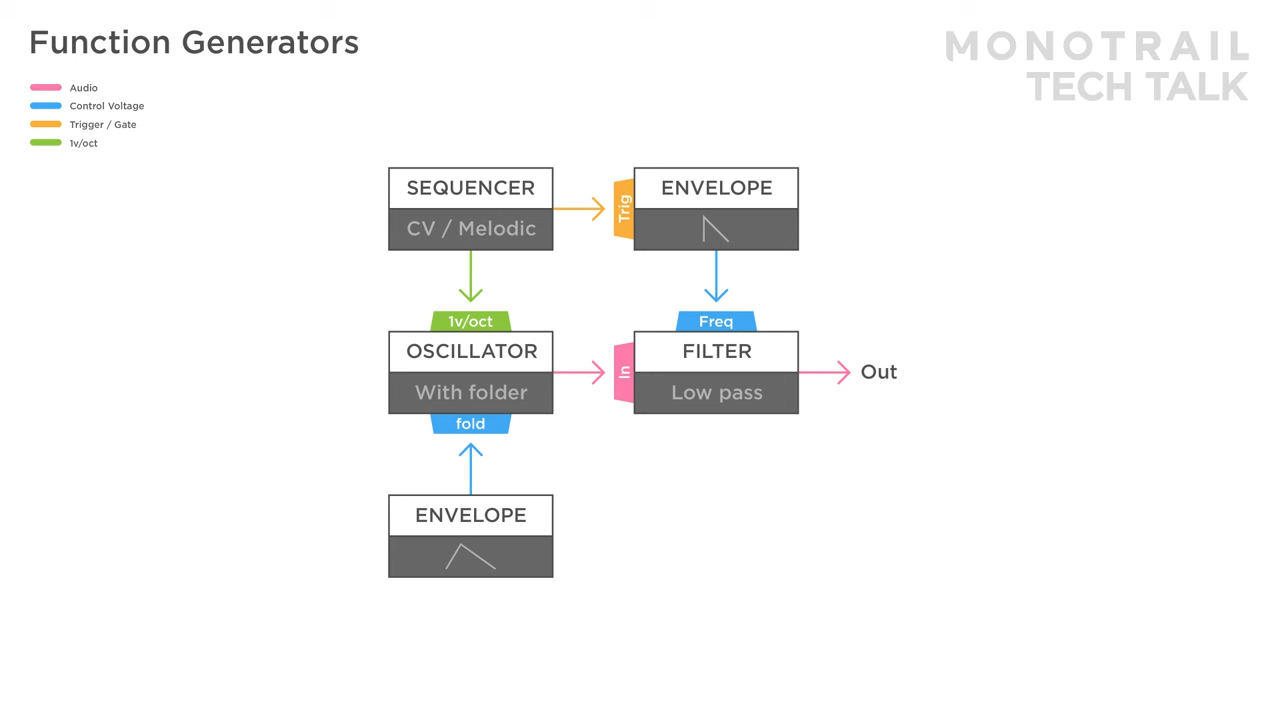 Function Generators
MONOTRAIL
TECH TALK
Audio
Control Voltage
Trigger / Gate
1v/oct
SEQUENCER
CV / Melodic
Trig
ENVELOPE
1v/oct
OSCILLATOR
With folder
fold
Freq
In
FILTER
Low pass
Out
ENVELOPE